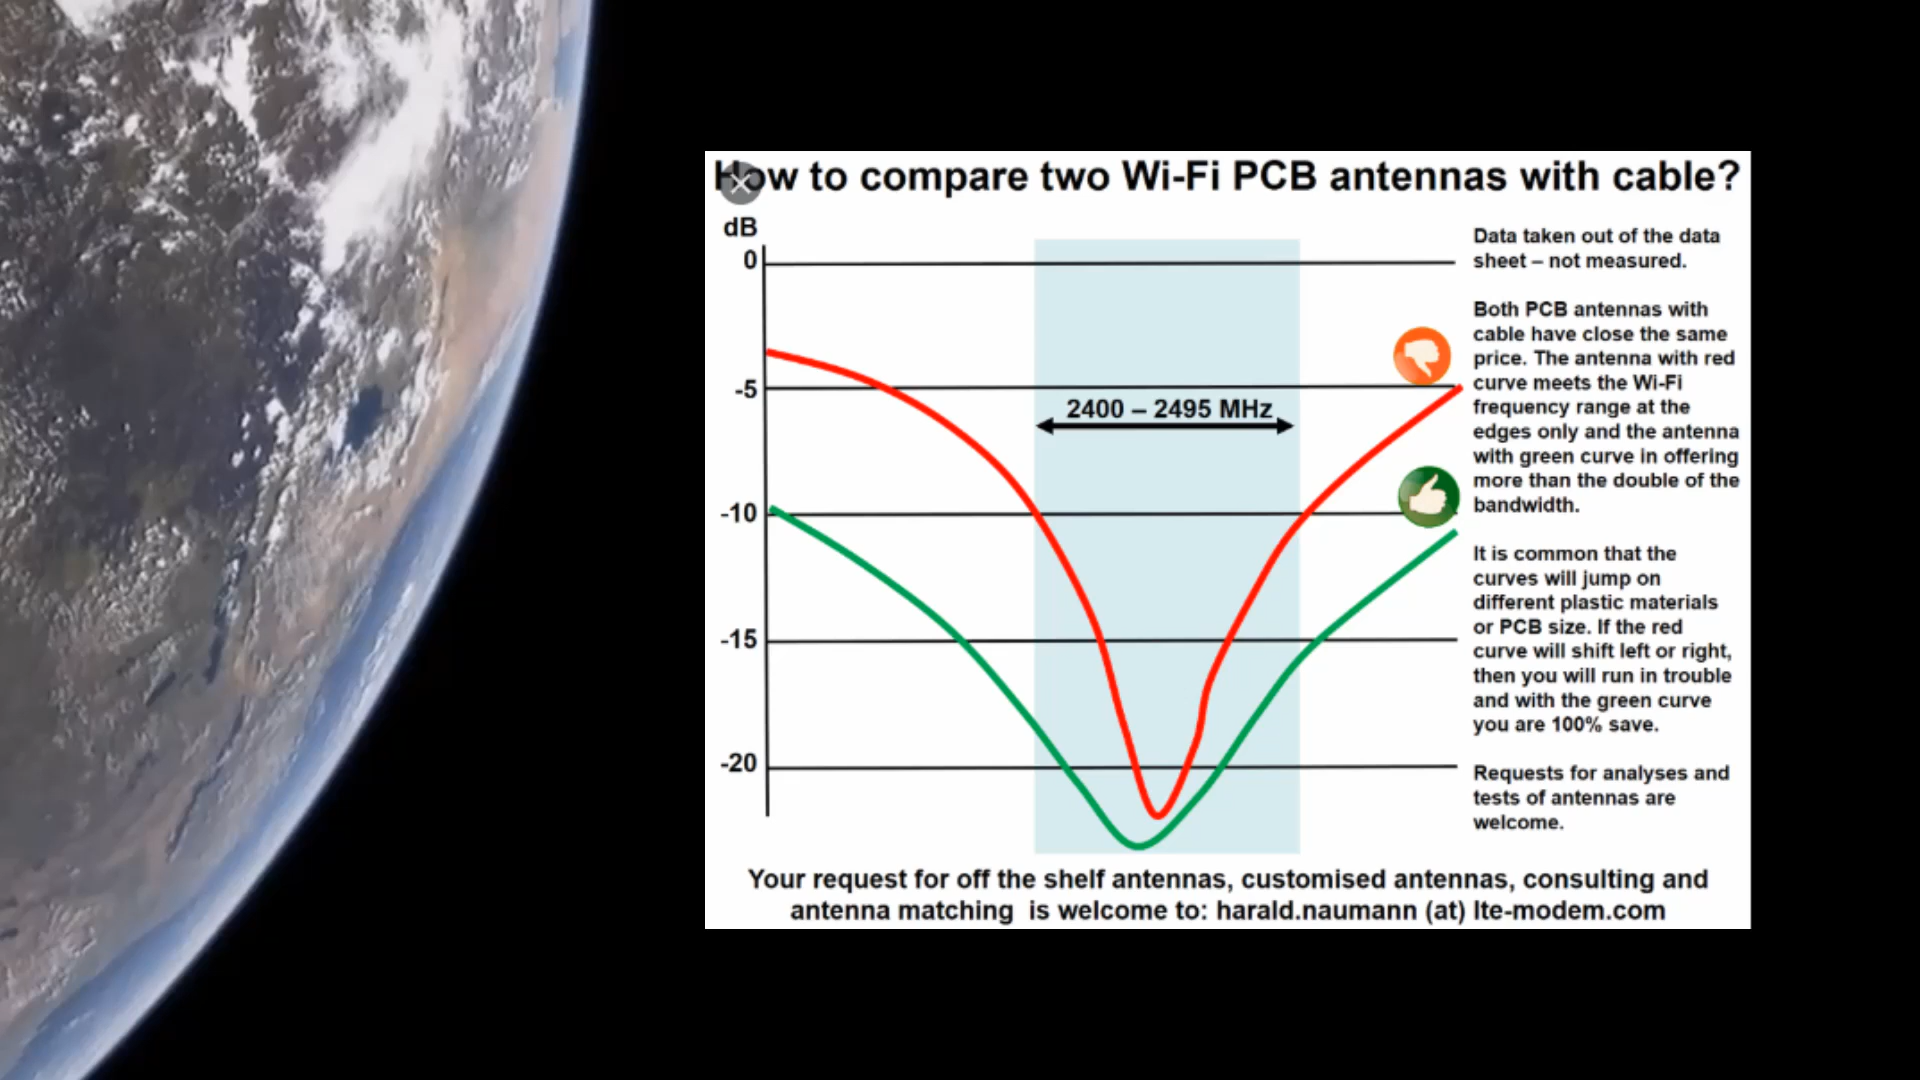 How to compare two Wi-Fi PCB antennas with cable?
dB
0
-5
-10
-15
-20
2400 – 2495 MHz
Data taken out of the data
sheet – not measured.
Both PCB antennas with
cable have close the same
price. The antenna with red
curve meets the Wi-Fi
frequency range at the
edges only and the antenna
with green curve in offering
more than the double of the
bandwidth.
It is common that the
curves will jump on
different plastic materials
or PCB size. If the red
curve will shift left or right,
then you will run in trouble
and with the green curve
you are 100% save.
Requests for analyses and
tests of antennas are
welcome.
Your request for off the shelf antennas, customised antennas, consulting and
antenna matching is welcome to: harald.naumann (at) lte-modem.com